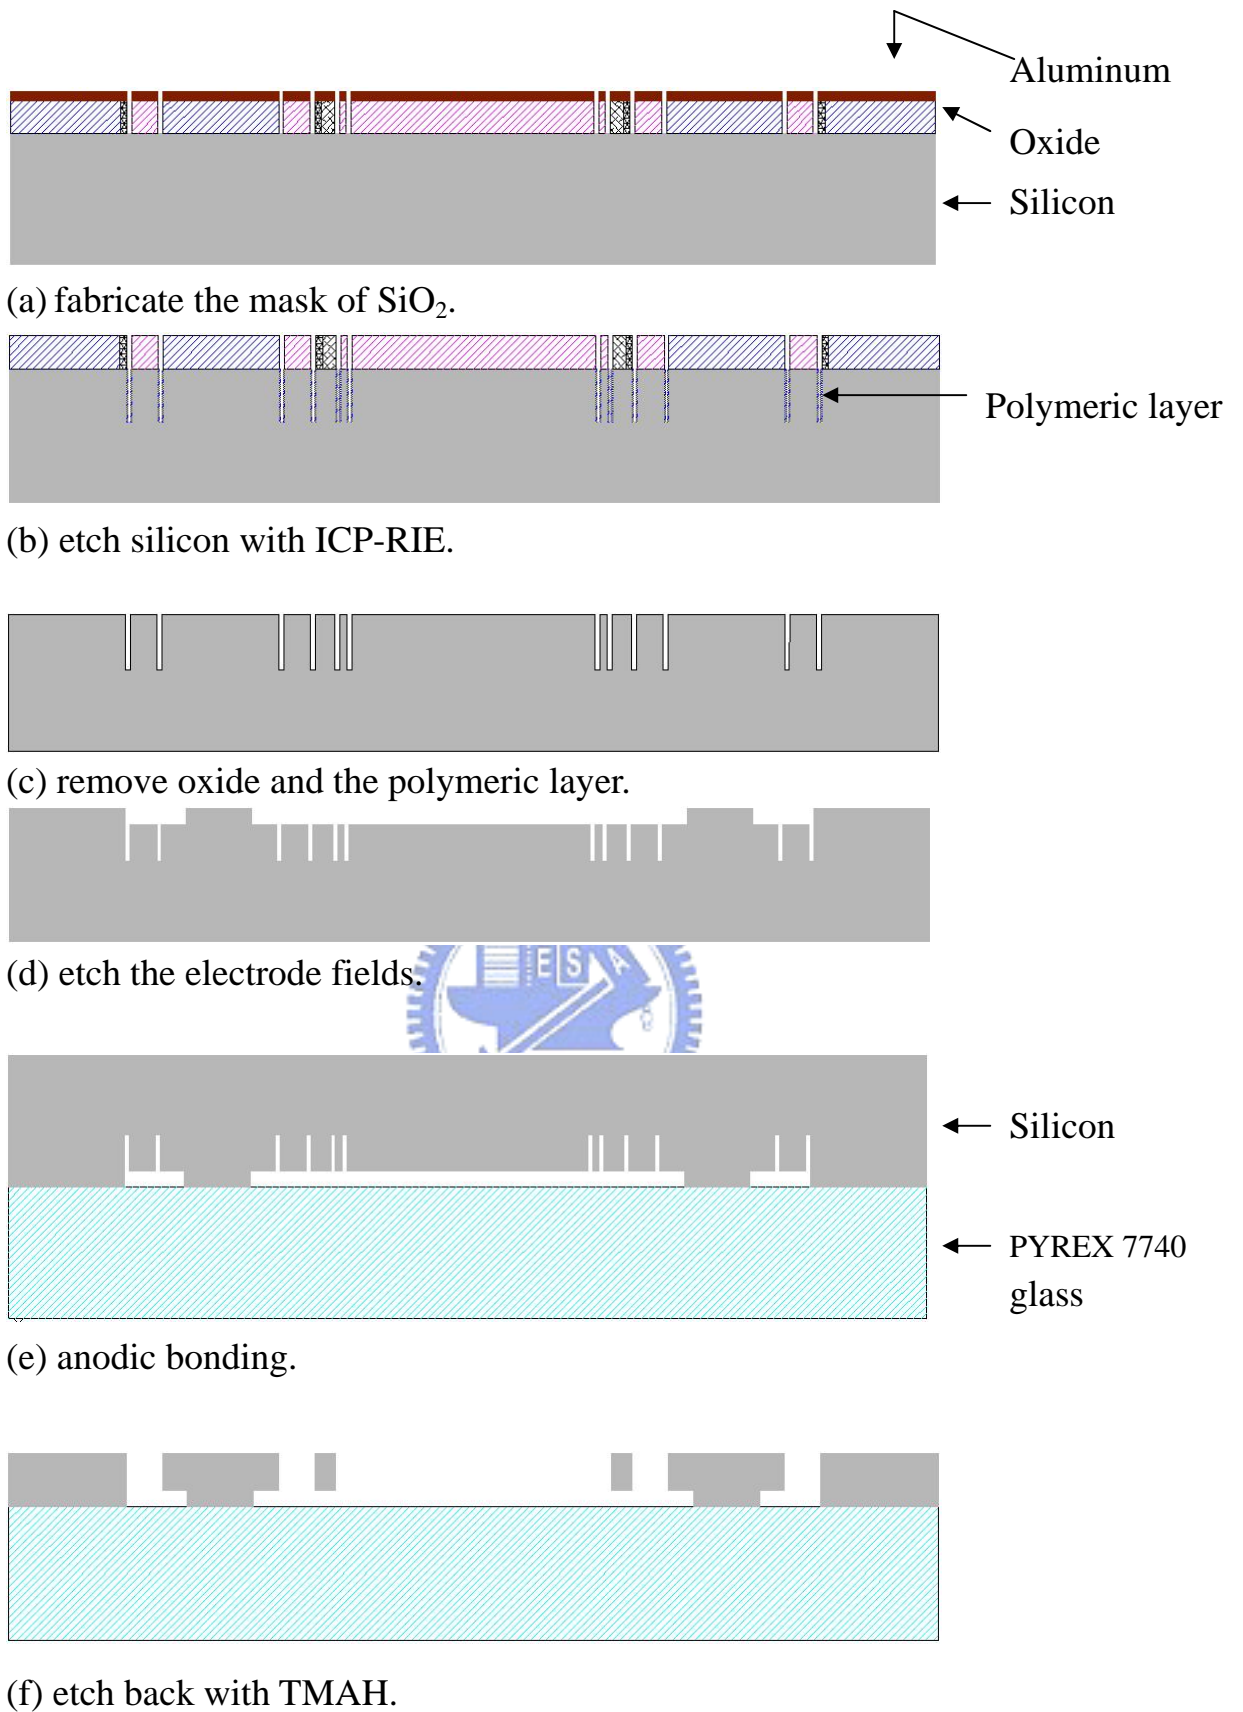 Aluminum
Oxide
Silicon
(a) fabricate the mask of SiO₂.
Polymeric layer
(b) etch silicon with ICP-RIE.
(c) remove oxide and the polymeric layer.
(d) etch the electrode fields.
E S A
Silicon
PYREX 7740
glass
(e) anodic bonding.
(f) etch back with TMAH.